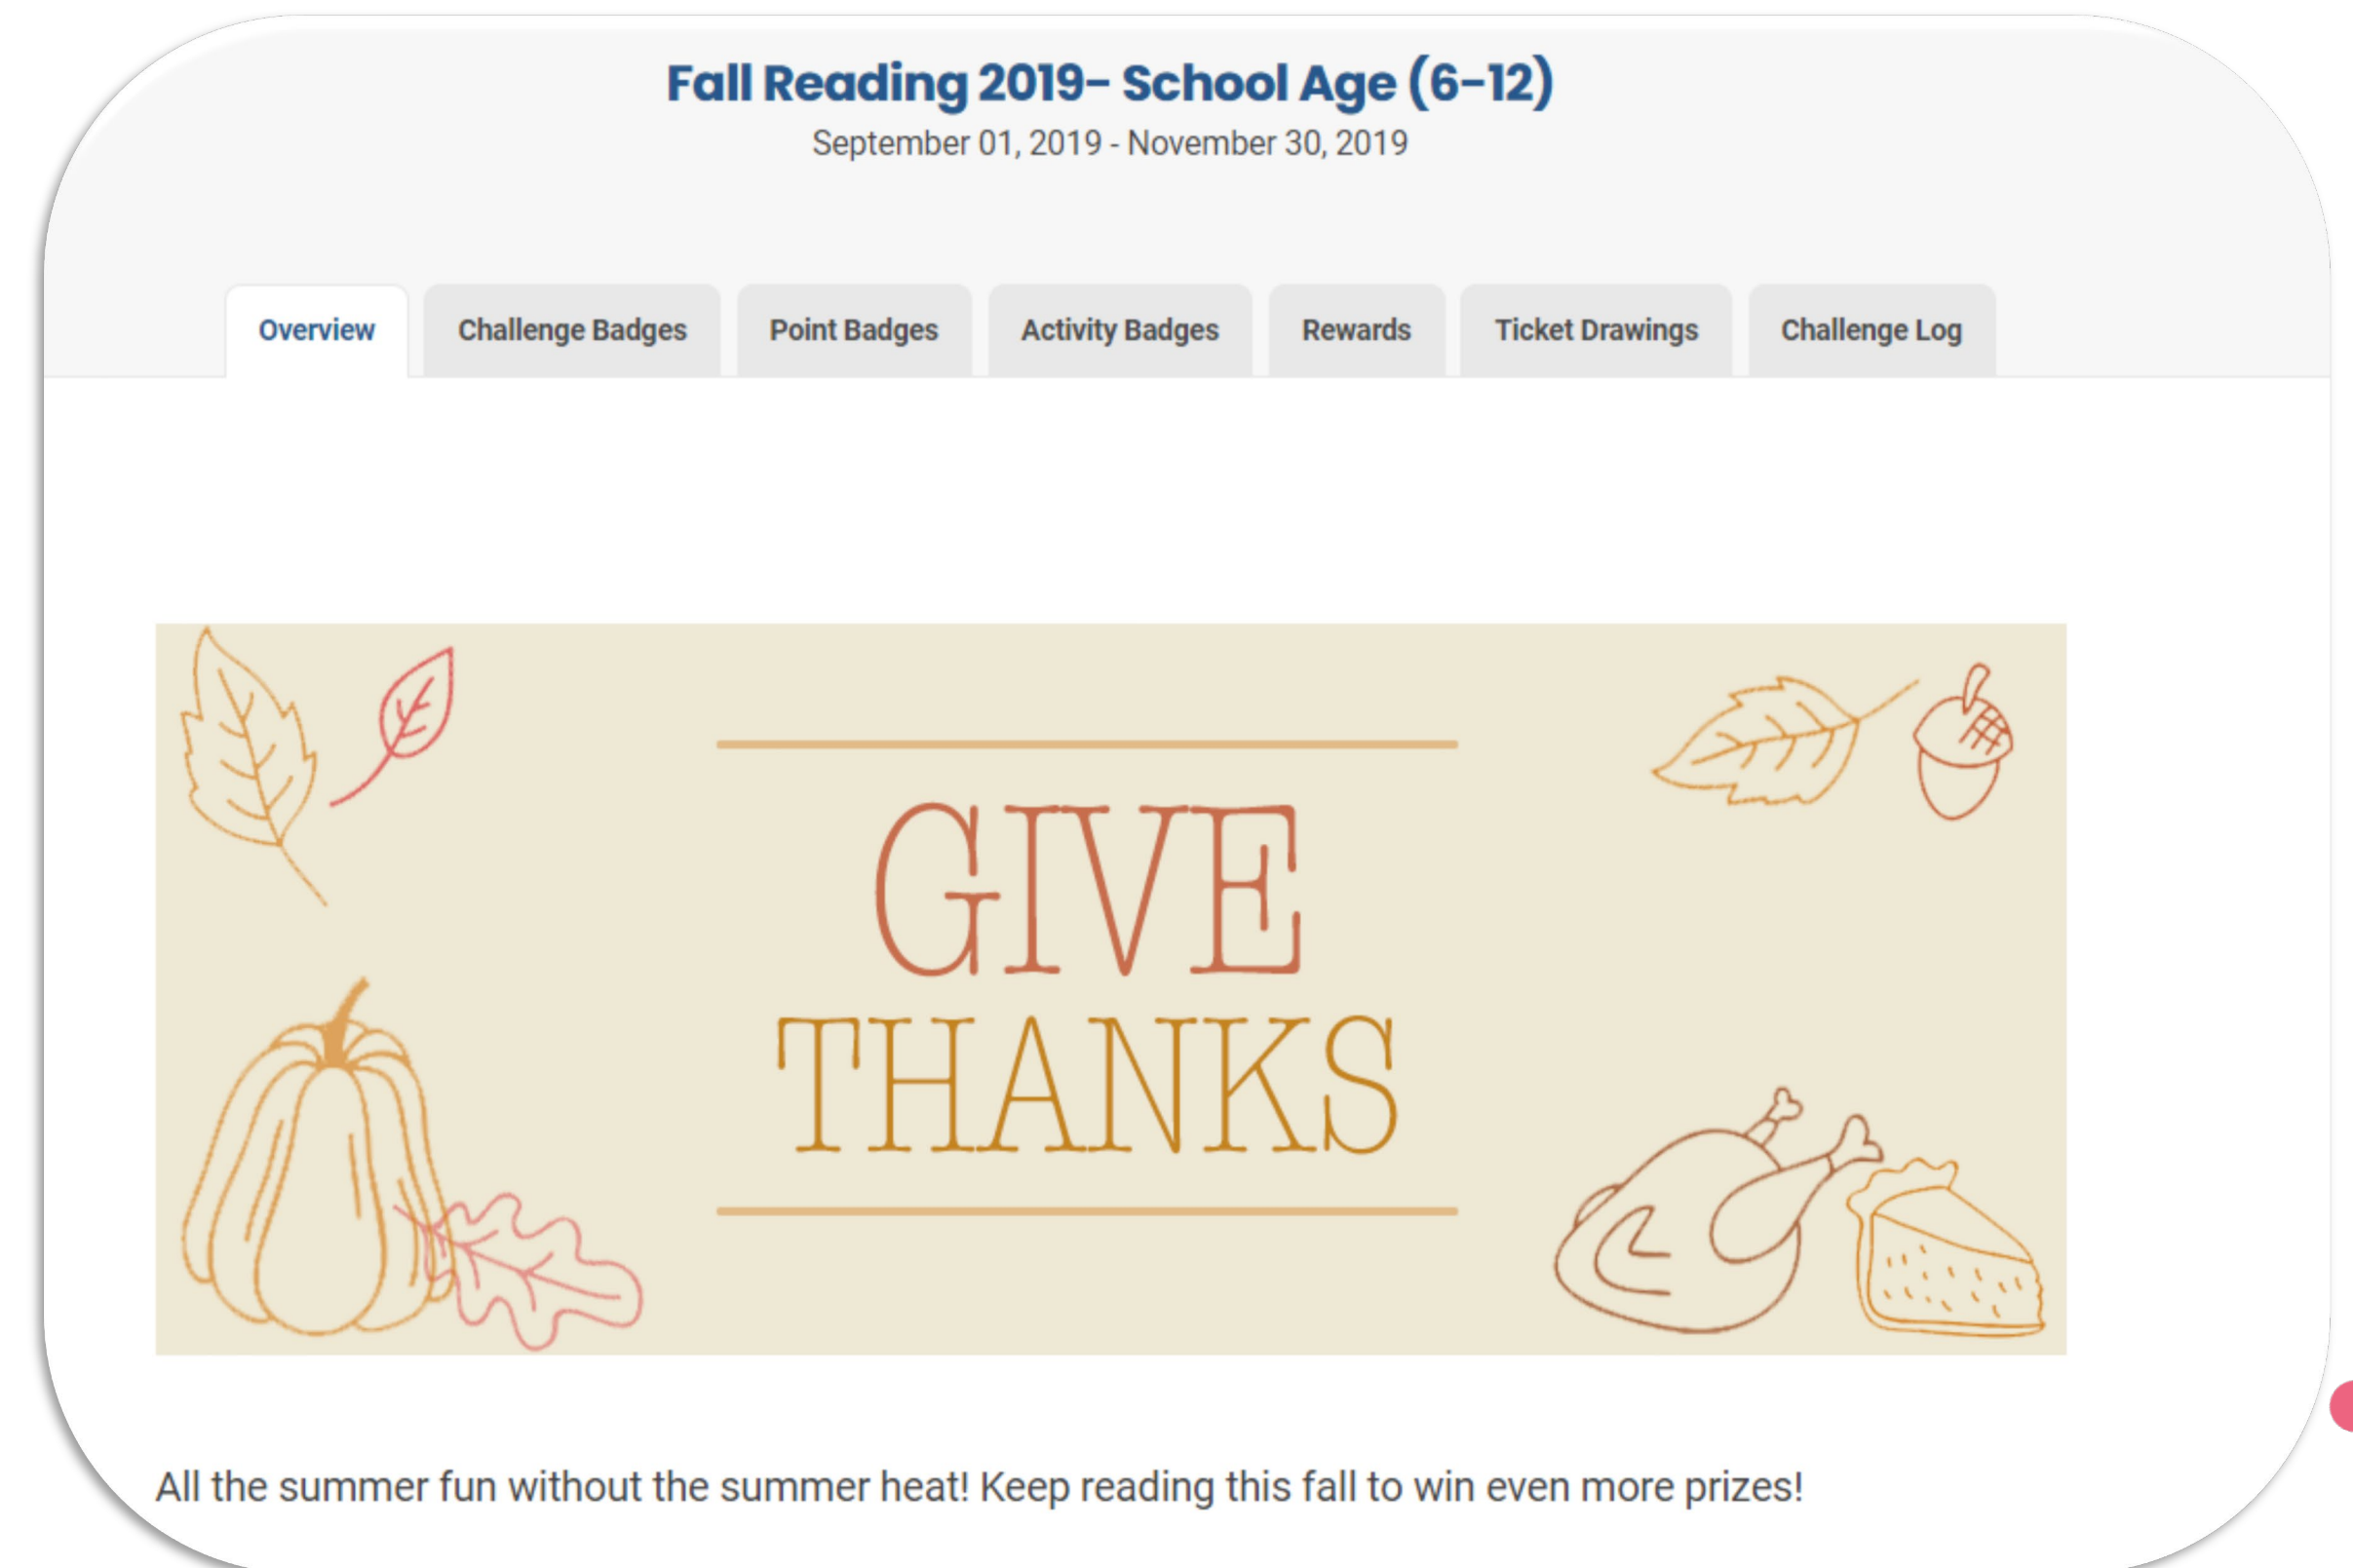 Fall Reading 2019– School Age (6–12)
September 01, 2019 - November 30, 2019
Overview Challenge Badges Point Badges Activity Badges Rewards Ticket Drawings Challenge Log
GIVE
THANKS
All the summer fun without the summer heat! Keep reading this fall to win even more prizes!